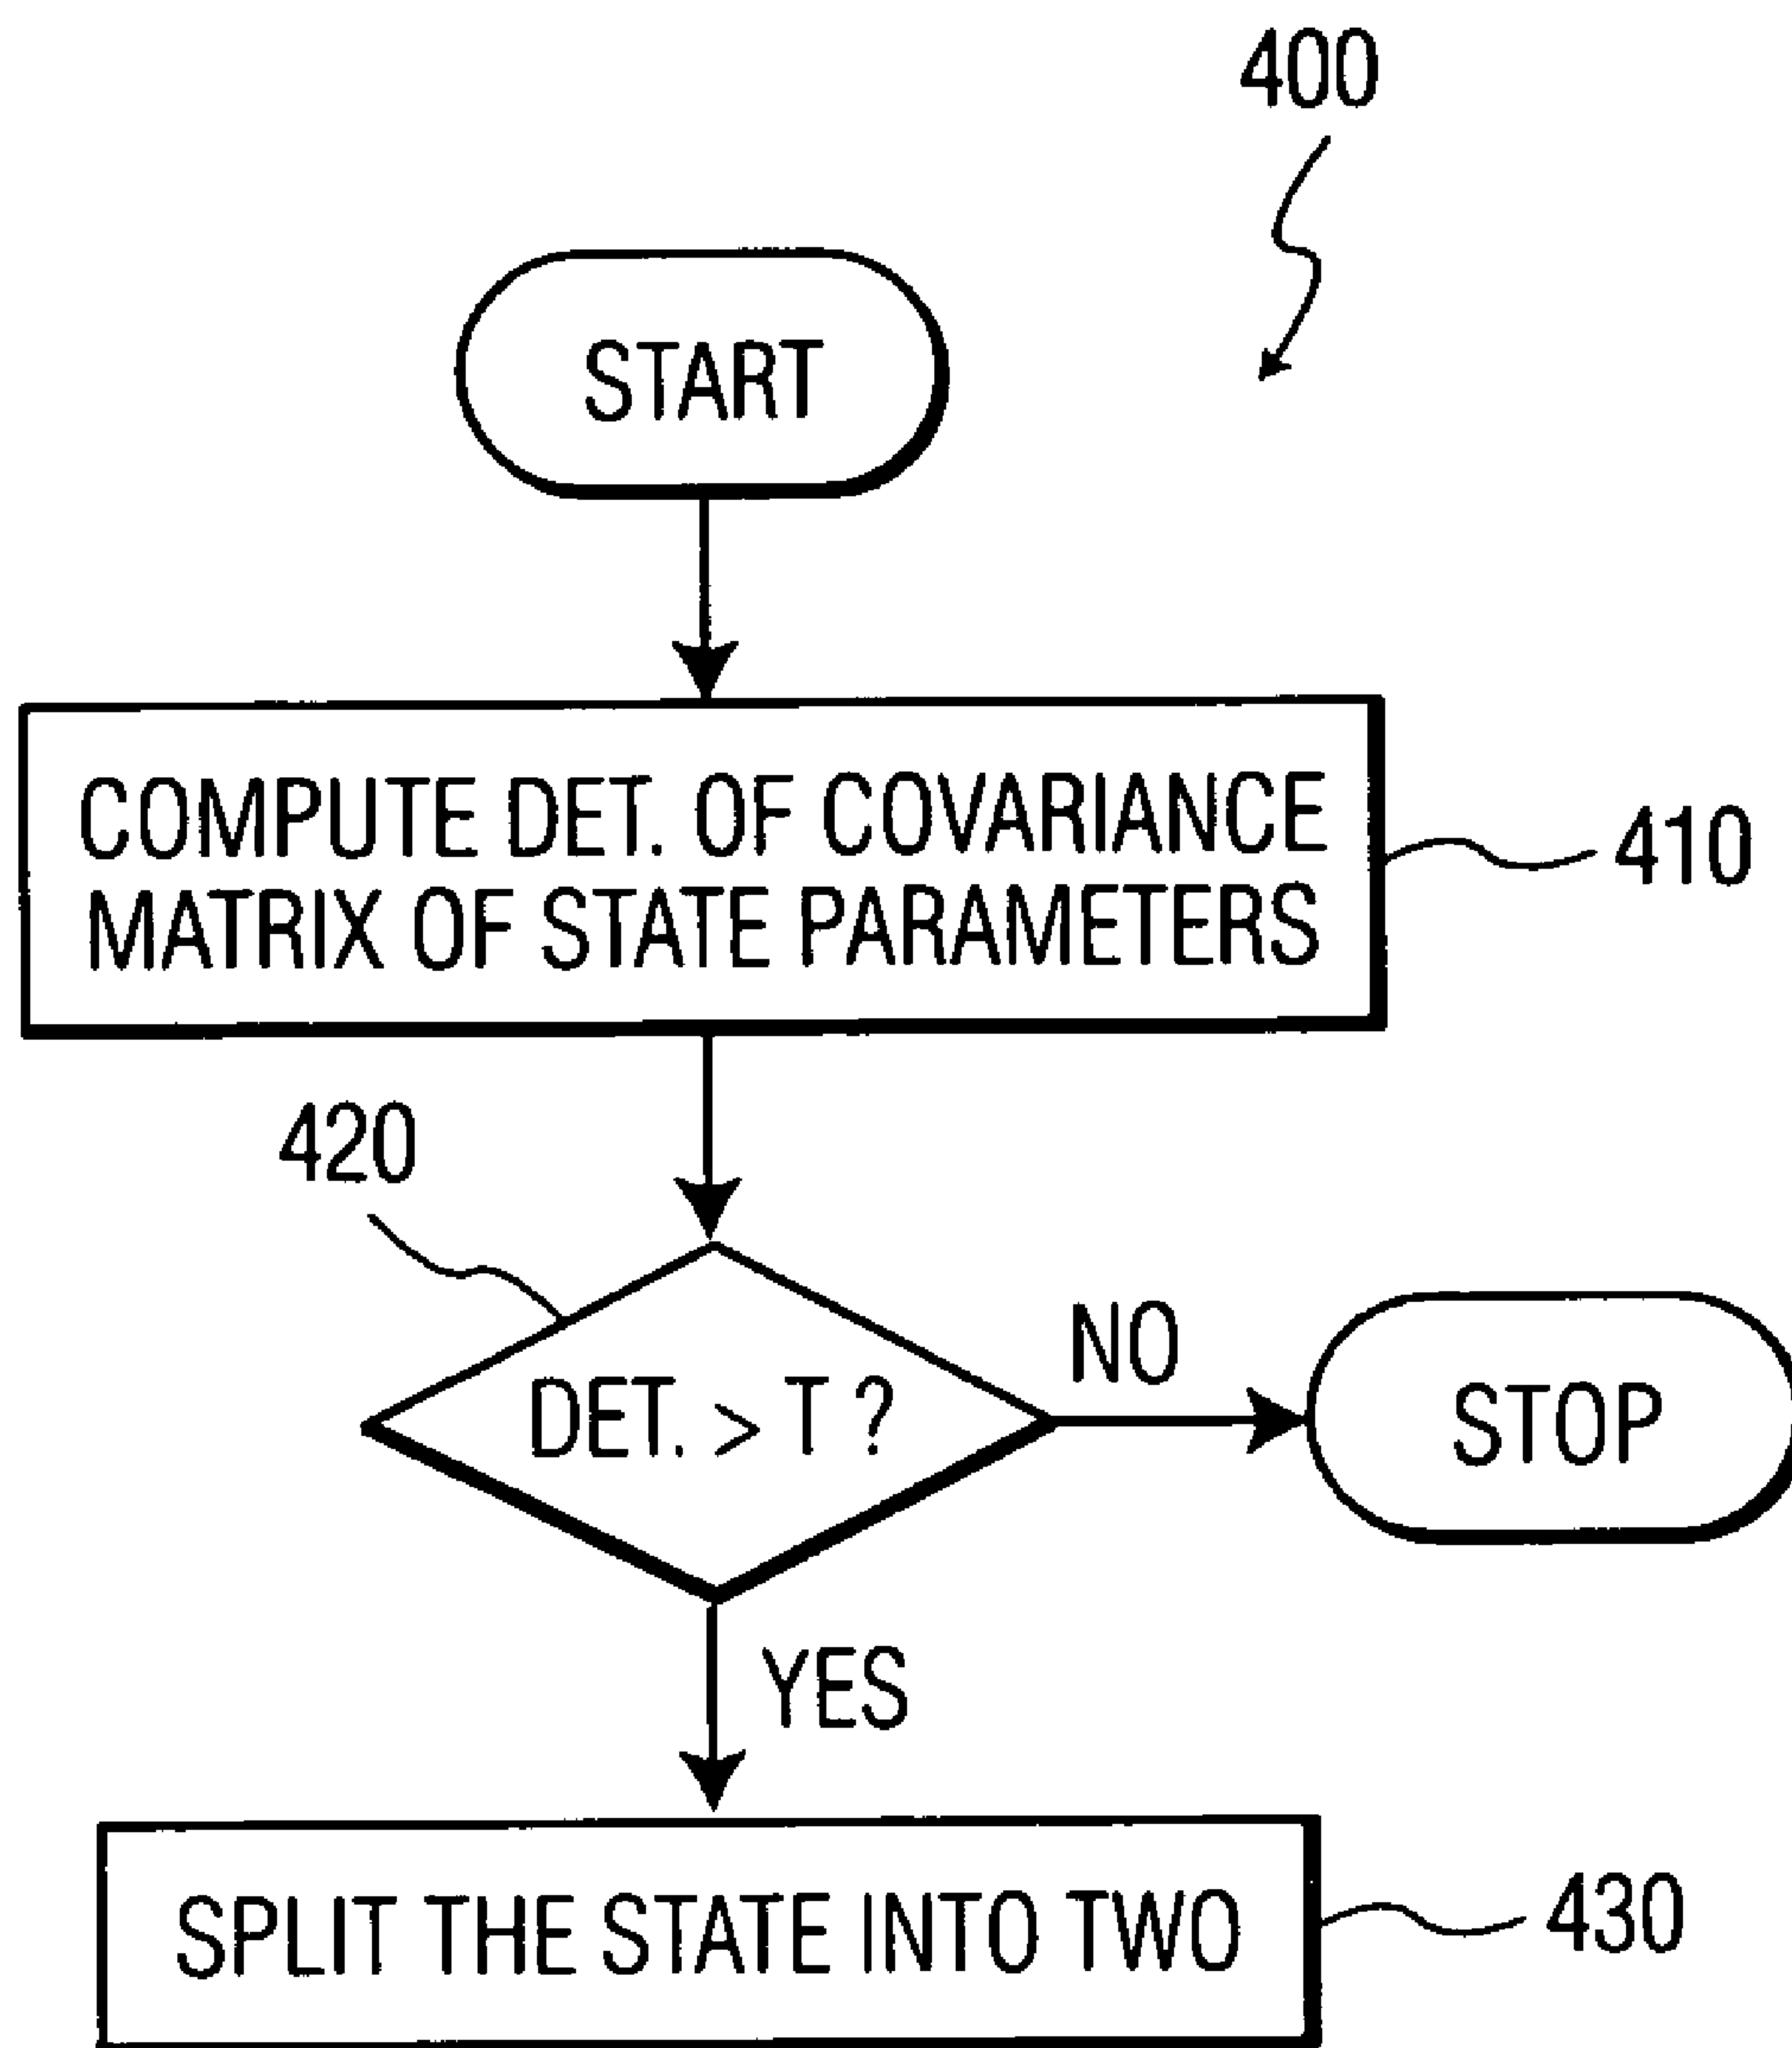 400
START
COMPUTE DET. OF COVARIANCE
MATRIX OF STATE PARAMETERS
410
420
DET. > T ?
NO
STOP
YES
SPLIT THE STATE INTO TWO
430